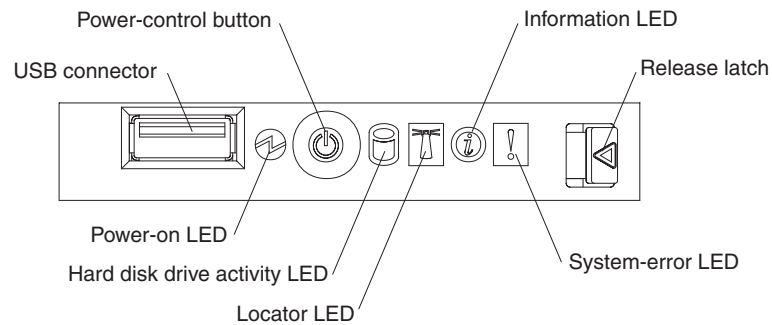 Power-control button
Information LED
USB connector
Release latch
Power-on LED
Hard disk drive activity LED
System-error LED
Locator LED